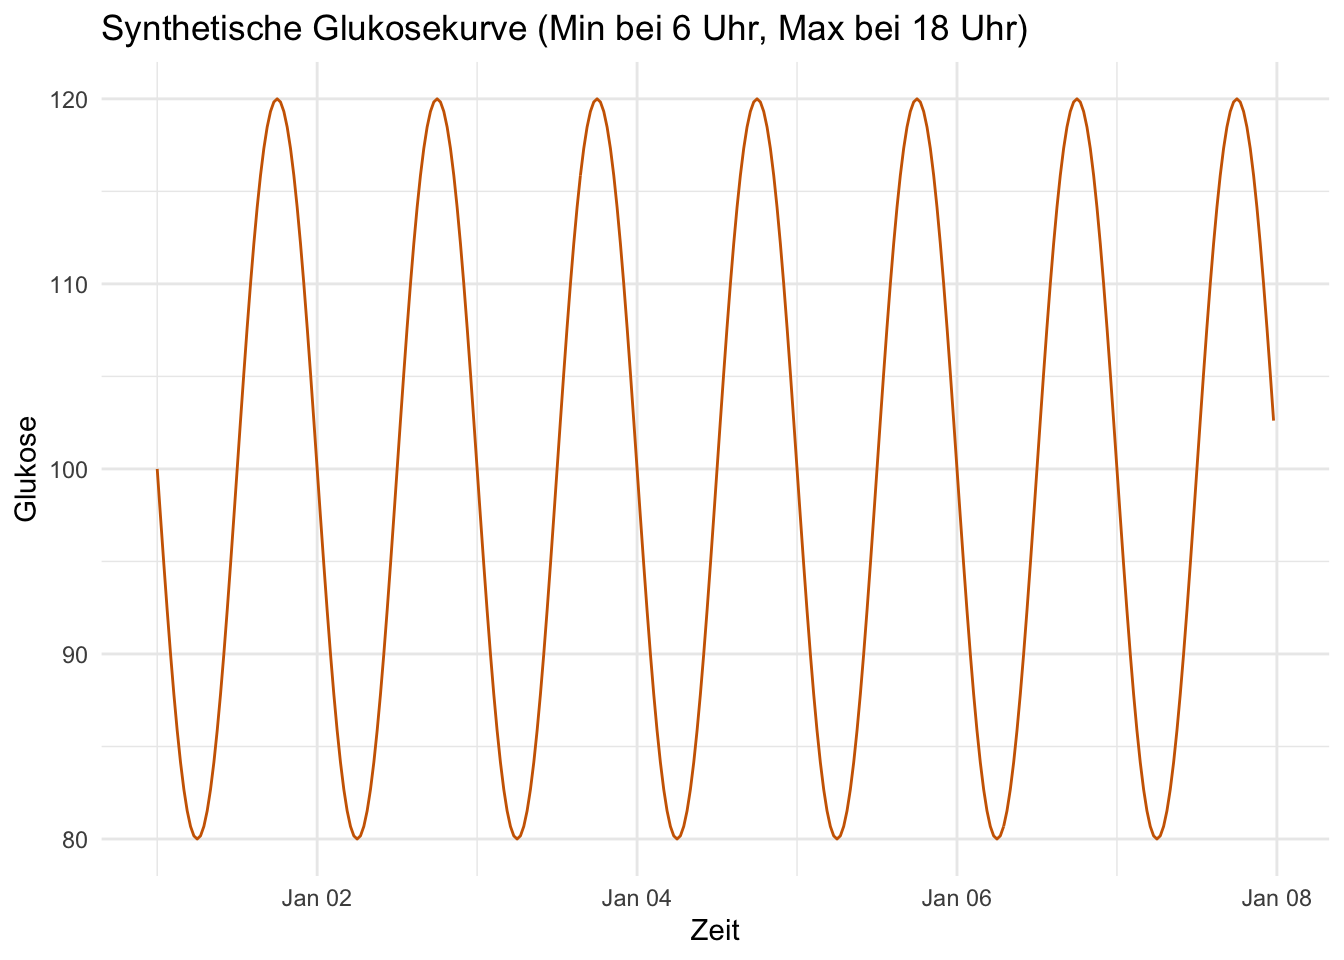 Synthetische Glukosekurve (Min bei 6 Uhr, Max bei 18 Uhr)
120
110
100
90
80
Glukose
Jan 02
Jan 04
Jan 06
Jan 08
Zeit